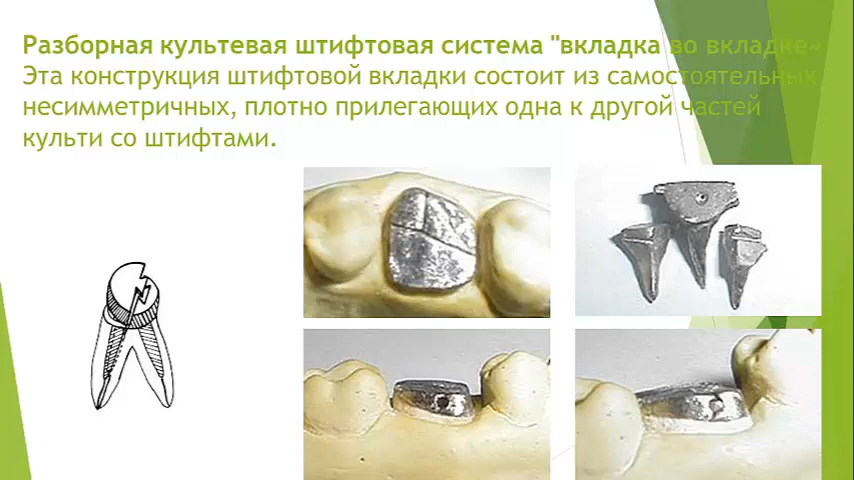 Разборная культевая штифтовая система "вкладка во вкладке«
Эта конструкция штифтовой вкладки состоит из самостоятельных
несимметричных, плотно прилегающих одна к другой частей
культи со штифтами.